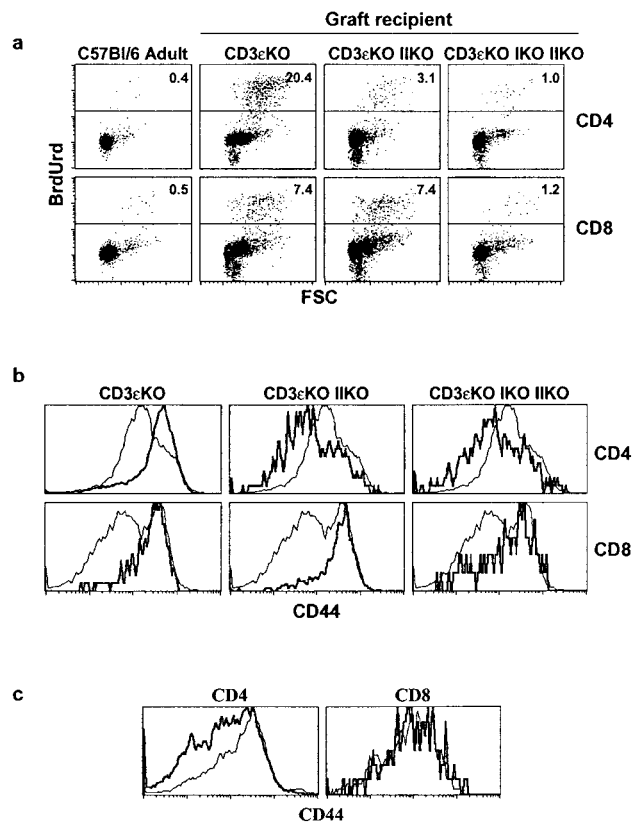 Graft recipient
a
C57Bl/6 Adult CD3εKO CD3εKO IIKO CD3εKO IKO IIKO
0.4 20.4 3.1 1.0
CD4
BrdUrd
0.5 7.4 7.4 1.2
CD8
FSC
b
CD3εKO CD3εKO IIKO CD3εKO IKO IIKO
CD4
CD8
CD44
c
CD4 CD8
CD44